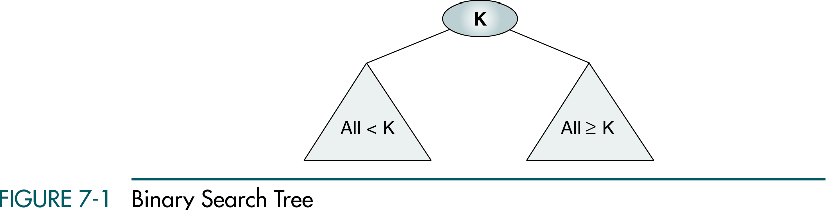 K
All < K
All ≥ K
FIGURE 7-1 Binary Search Tree